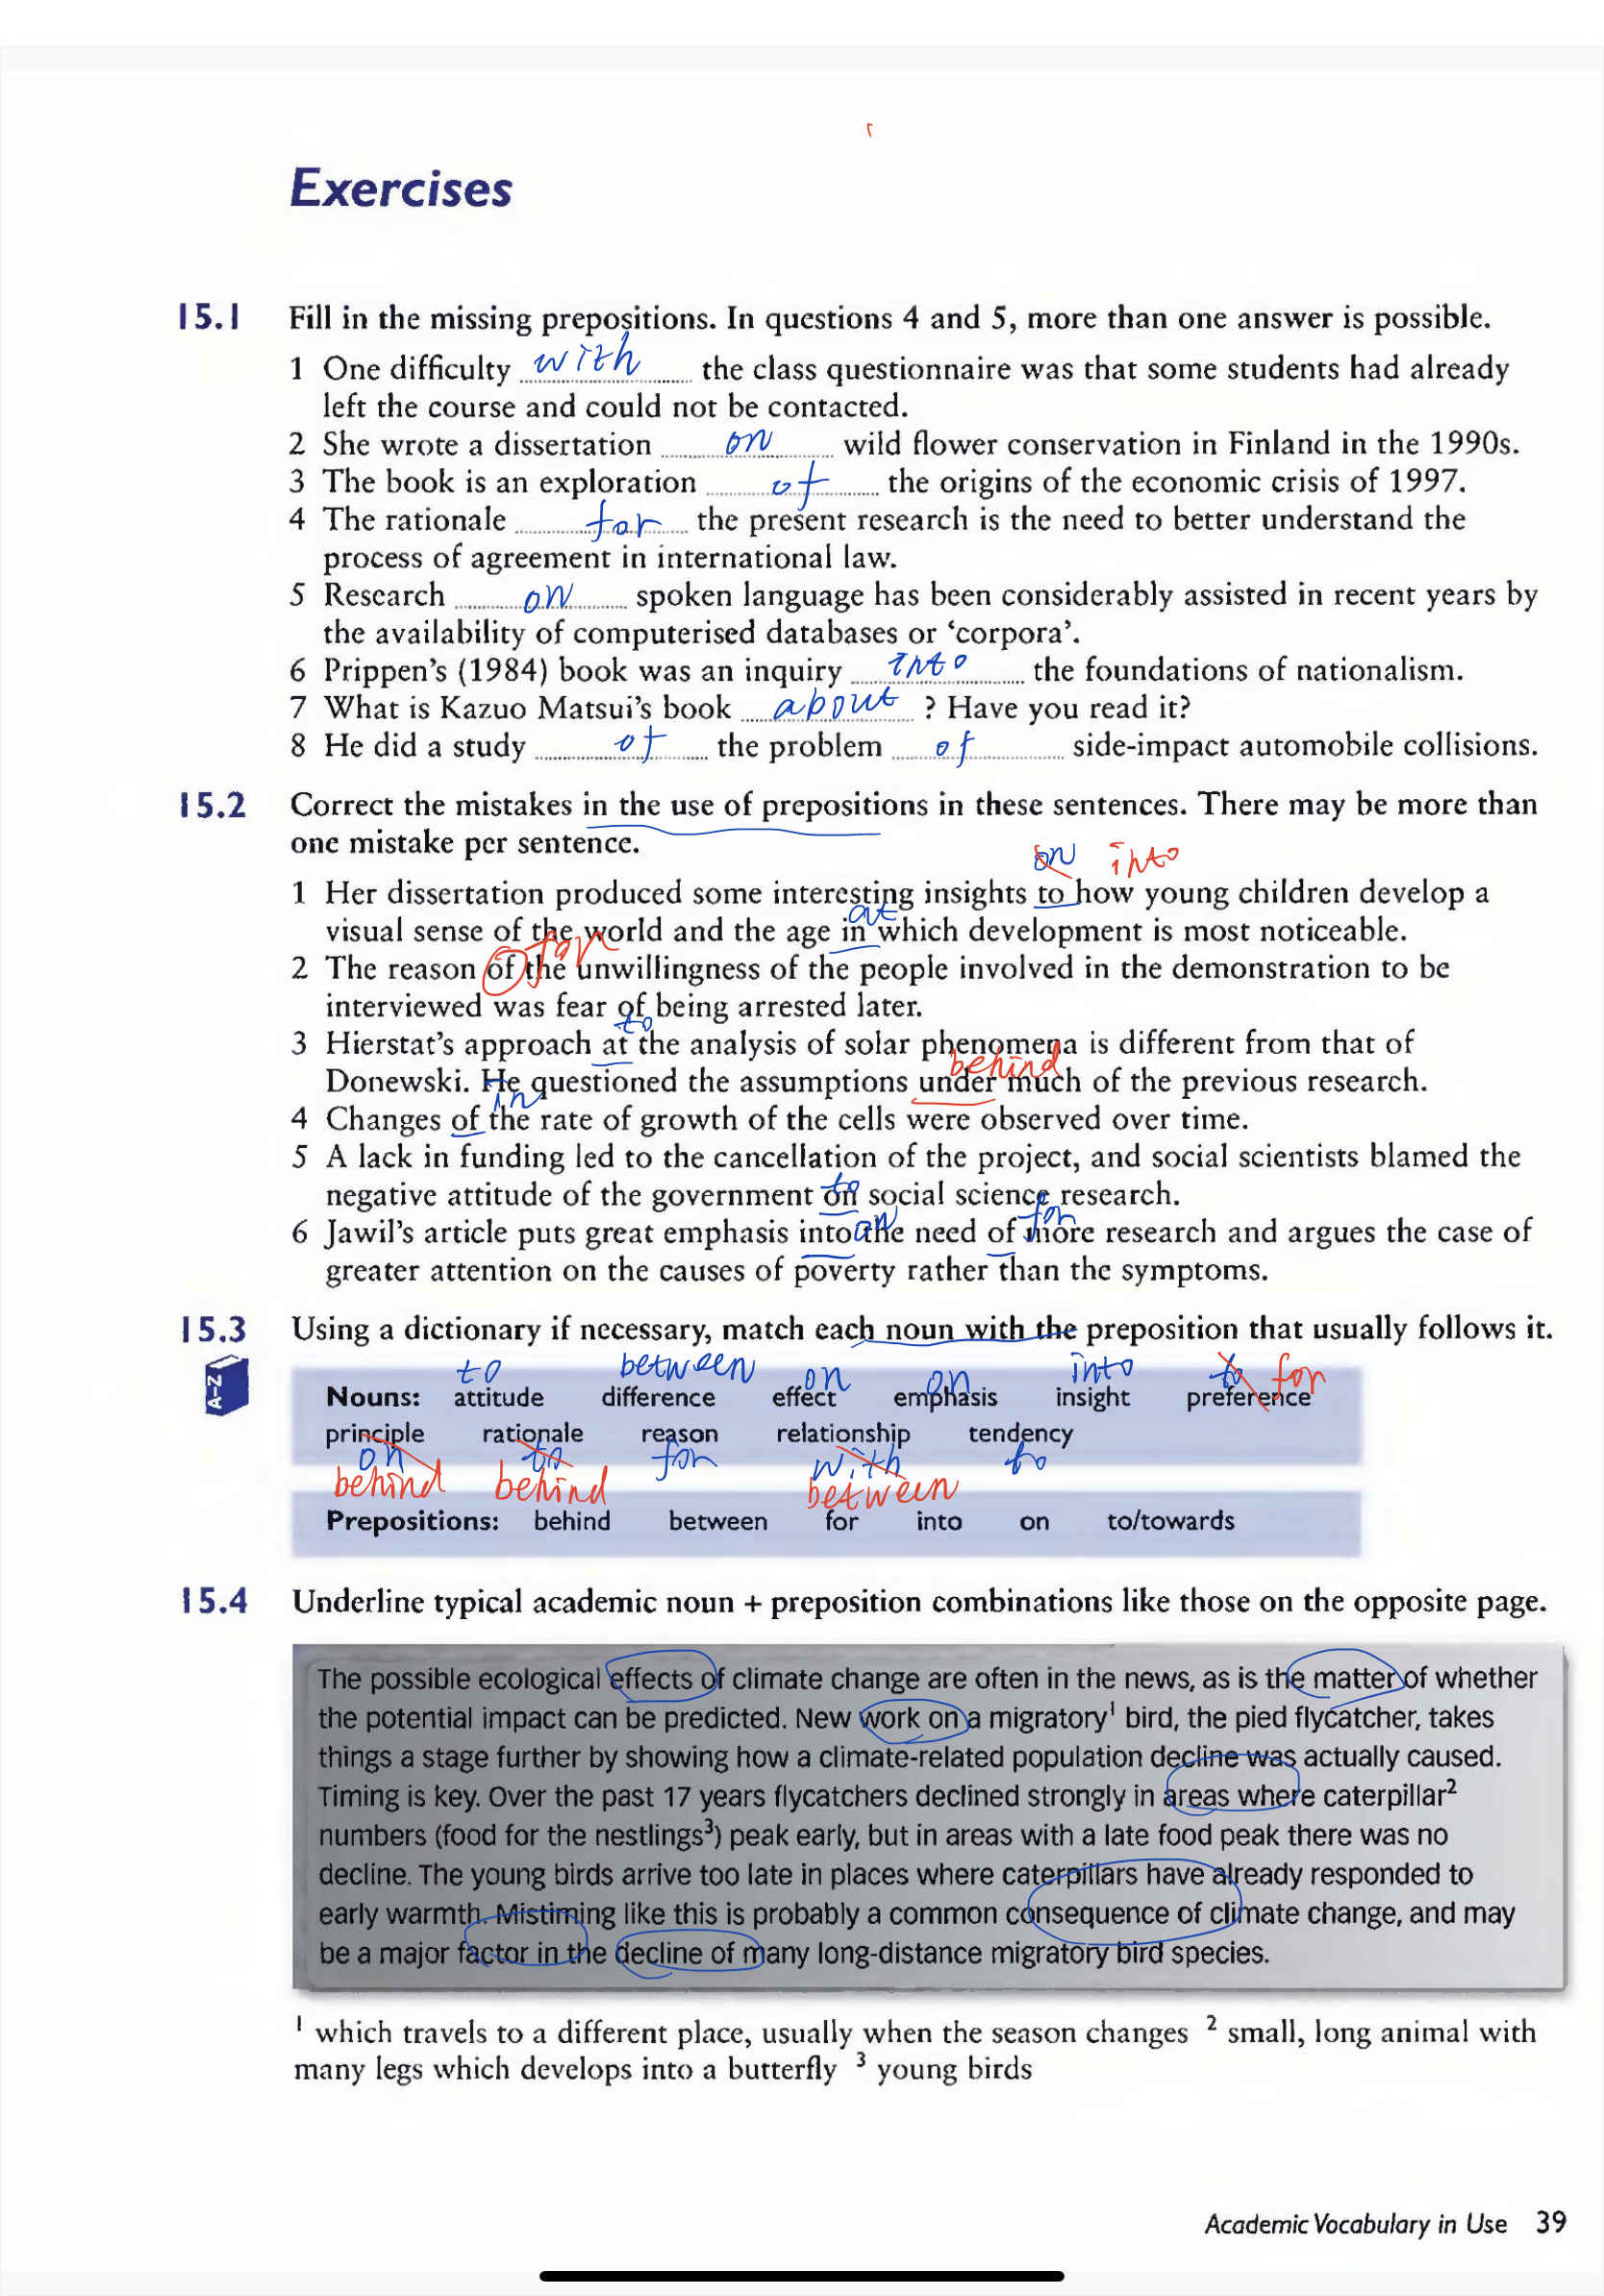 Exercises
15.1 Fill in the missing prepositions. In questions 4 and 5, more than one answer is possible.
1 One difficulty with the class questionnaire was that some students had already
left the course and could not be contacted.
2 She wrote a dissertation on wild flower conservation in Finland in the 1990s.
3 The book is an exploration of the origins of the economic crisis of 1997.
4 The rationale for the present research is the need to better understand the
process of agreement in international law.
5 Research on spoken language has been considerably assisted in recent years by
the availability of computerised databases or ‘corpora’.
6 Prippen’s (1984) book was an inquiry into the foundations of nationalism.
7 What is Kazuo Matsui’s book about ? Have you read it?
8 He did a study of the problem of side-impact automobile collisions.
15.2 Correct the mistakes in the use of prepositions in these sentences. There may be more than
one mistake per sentence.
on into
1 Her dissertation produced some interesting insights to how young children develop a
at
visual sense of the world and the age in which development is most noticeable.
for
2 The reason of the unwillingness of the people involved in the demonstration to be
interviewed was fear of being arrested later.
to
3 Hierstat’s approach at the analysis of solar phenomena is different from that of
behind
Donewski. He questioned the assumptions under much of the previous research.
in
4 Changes of the rate of growth of the cells were observed over time.
5 A lack in funding led to the cancellation of the project, and social scientists blamed the
to
negative attitude of the government on social science research.
on for
6 Jawil’s article puts great emphasis into the need of more research and argues the case of
greater attention on the causes of poverty rather than the symptoms.
15.3 Using a dictionary if necessary, match each noun with the preposition that usually follows it.
A–Z
to between on on into to for
Nouns: attitude difference effect emphasis insight preference
principle rationale reason relationship tendency
on to for with to
behind behind between
Prepositions: behind between for into on to/towards
15.4 Underline typical academic noun + preposition combinations like those on the opposite page.
The possible ecological effects of climate change are often in the news, as is the matter of whether
the potential impact can be predicted. New work on a migratory¹ bird, the pied flycatcher, takes
things a stage further by showing how a climate-related population decline was actually caused.
Timing is key. Over the past 17 years flycatchers declined strongly in areas where caterpillar²
numbers (food for the nestlings³) peak early, but in areas with a late food peak there was no
decline. The young birds arrive too late in places where caterpillars have already responded to
early warmth. Mistiming like this is probably a common consequence of climate change, and may
be a major factor in the decline of many long-distance migratory bird species.
¹ which travels to a different place, usually when the season changes ² small, long animal with
many legs which develops into a butterfly ³ young birds
Academic Vocabulary in Use 39